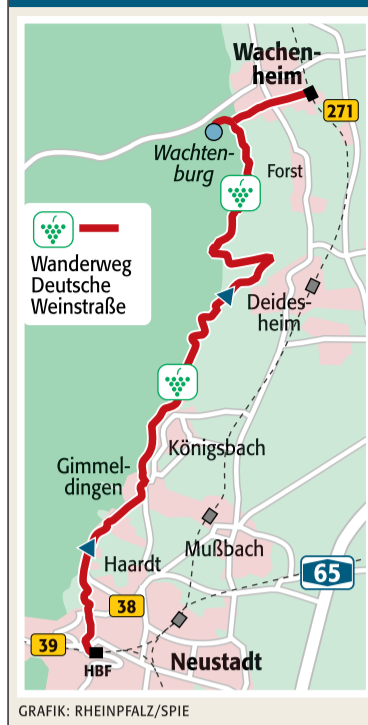 Wachen-
heim
271
Wachten-
burg
Forst
Wanderweg
Deutsche
Weinstraße
Deides-
heim
Königsbach
Gimmel-
dingen
Mußbach
Haardt
65
38
39
HBF
Neustadt
GRAFIK: RHEINPFALZ/SPIE